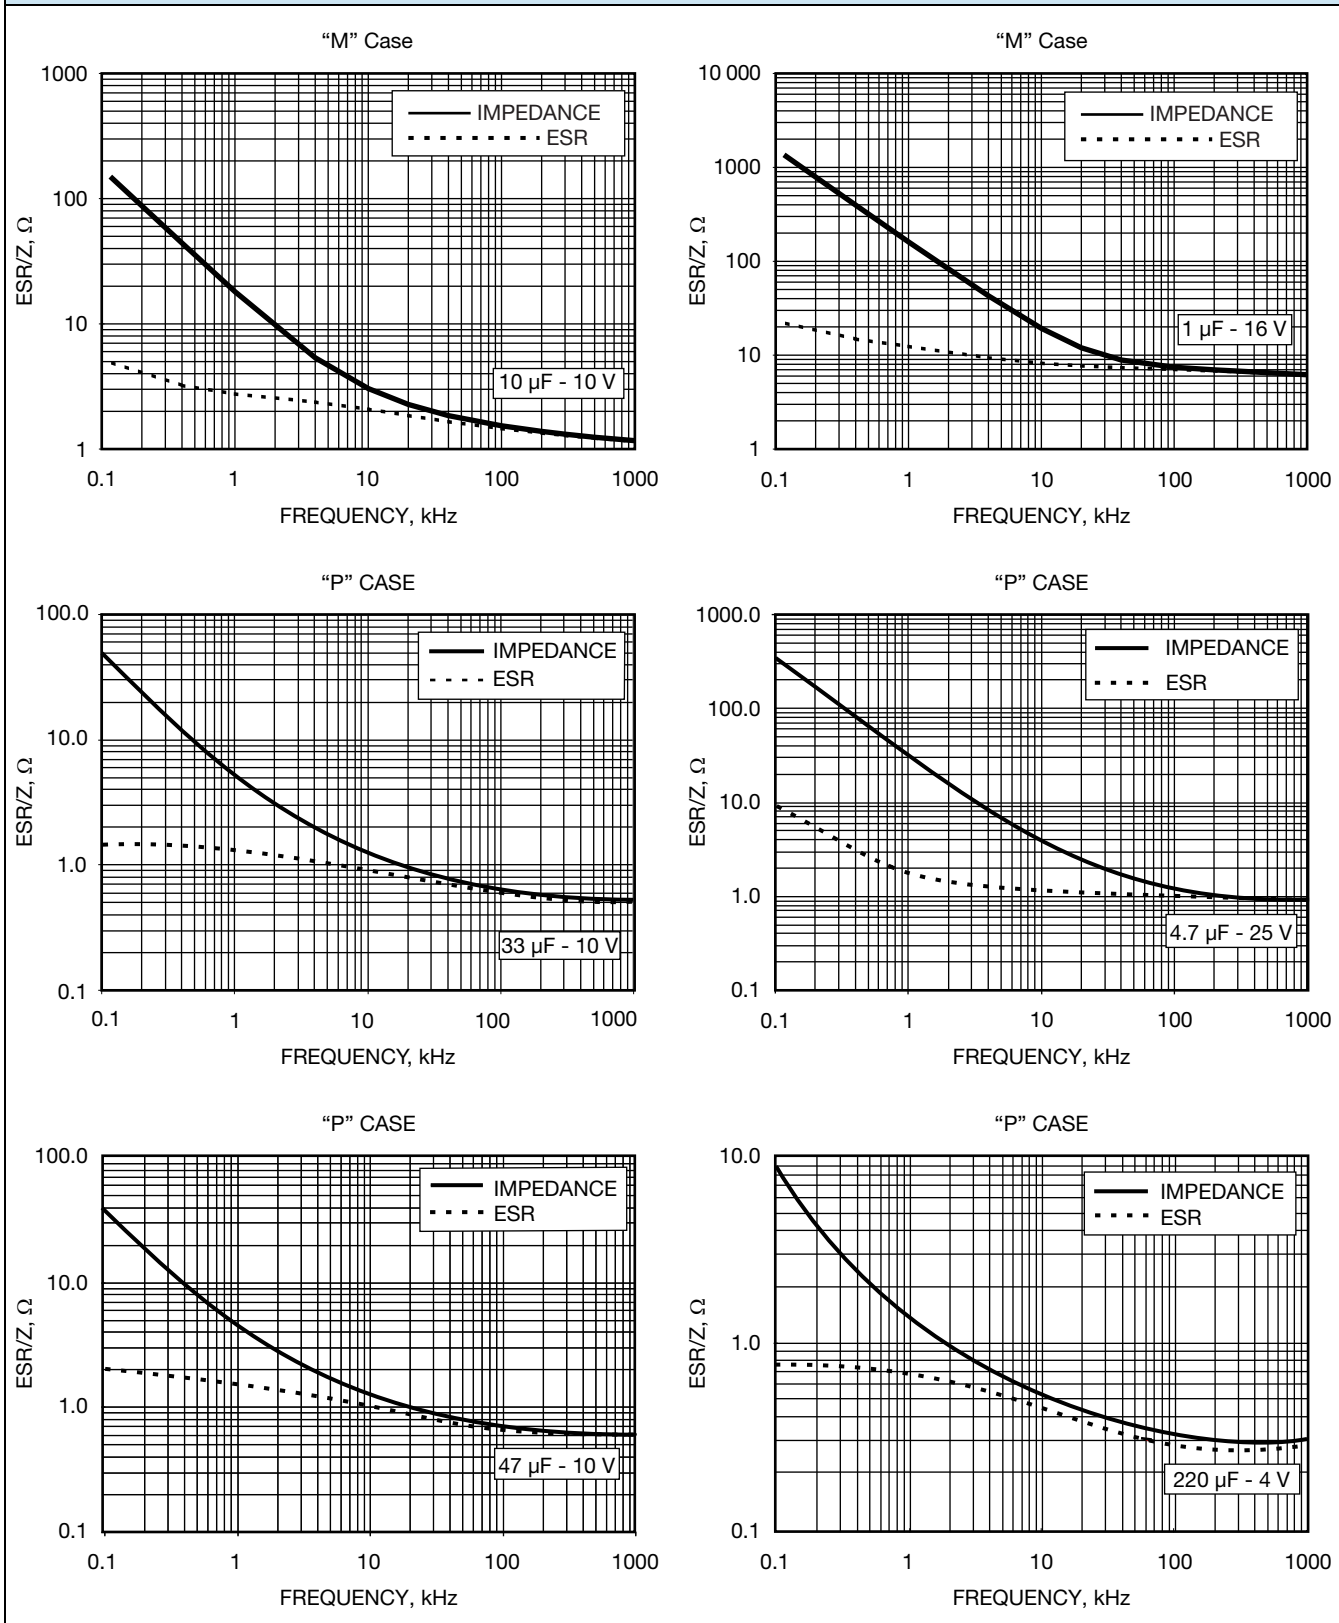 “M” Case
1000
100
10
1
ESR/Z, Ω
IMPEDANCE
ESR
10 µF - 10 V
0.1 1 10 100 1000
FREQUENCY, kHz
“M” Case
10 000
1000
100
10
1
ESR/Z, Ω
IMPEDANCE
ESR
1 µF - 16 V
0.1 1 10 100 1000
FREQUENCY, kHz
“P” CASE
100.0
10.0
1.0
0.1
ESR/Z, Ω
IMPEDANCE
ESR
33 µF - 10 V
0.1 1 10 100 1000
FREQUENCY, kHz
“P” CASE
1000.0
100.0
10.0
1.0
0.1
ESR/Z, Ω
IMPEDANCE
ESR
4.7 µF - 25 V
0.1 1 10 100 1000
FREQUENCY, kHz
“P” CASE
100.0
10.0
1.0
0.1
ESR/Z, Ω
IMPEDANCE
ESR
47 µF - 10 V
0.1 1 10 100 1000
FREQUENCY, kHz
“P” CASE
10.0
1.0
0.1
ESR/Z, Ω
IMPEDANCE
ESR
220 µF - 4 V
0.1 1 10 100 1000
FREQUENCY, kHz